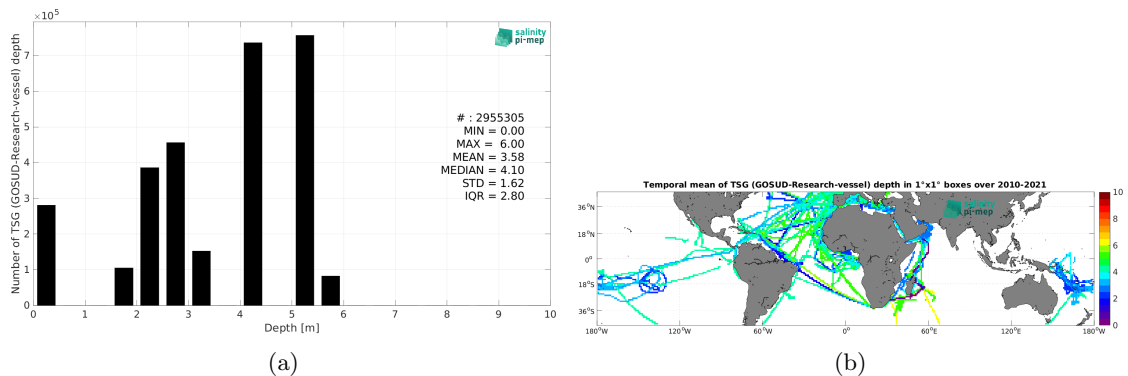 ×10⁵
salinity
pi-mep
7
6
5
4
3
2
1
0
Number of TSG (GOSUD-Research-vessel) depth
# : 2955305
MIN = 0.00
MAX = 6.00
MEAN = 3.58
MEDIAN = 4.10
STD = 1.62
IQR = 2.80
0 1 2 3 4 5 6 7 8 9 10
Depth [m]
(a)
Temporal mean of TSG (GOSUD-Research-vessel) depth in 1°x1° boxes over 2010-2021
salinity
pi-mep
36°N
18°N
0°
18°S
36°S
180°W 120°W 60°W 0° 60°E 120°E 180°E
10
8
6
4
2
0
(b)